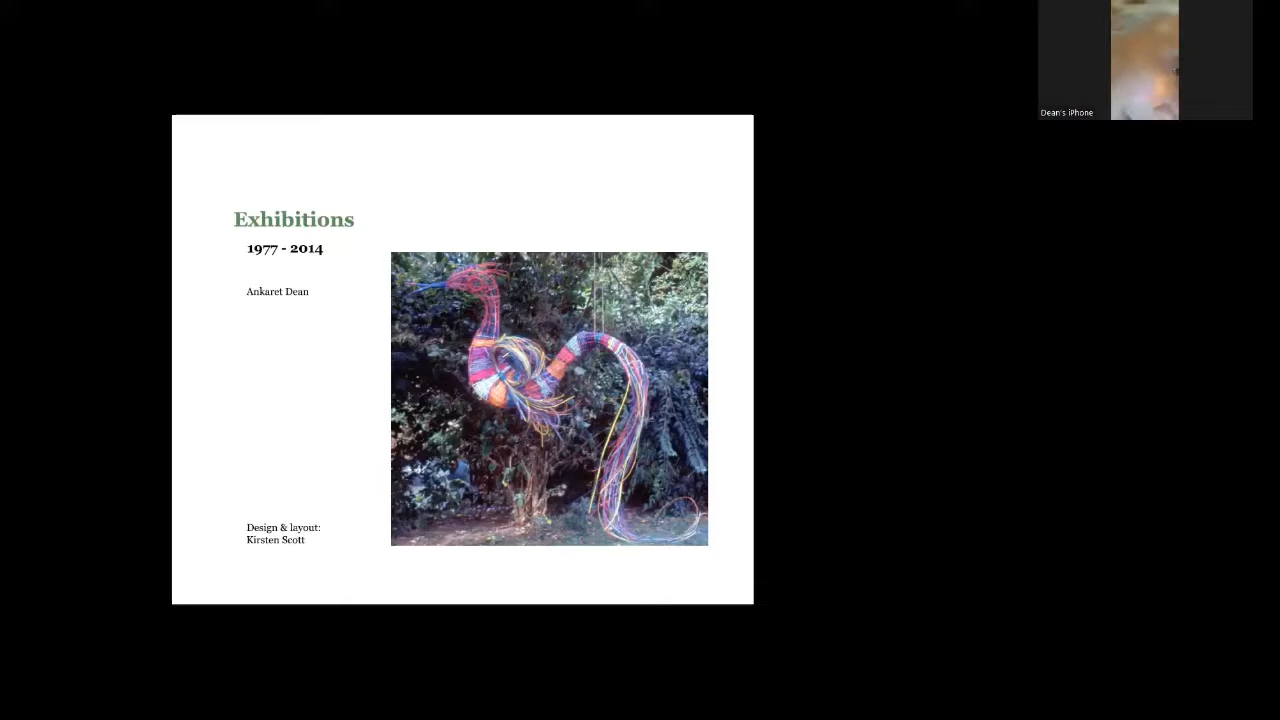 Exhibitions
1977 - 2014
Ankaret Dean
Design & layout:
Kirsten Scott
Dean's iPhone